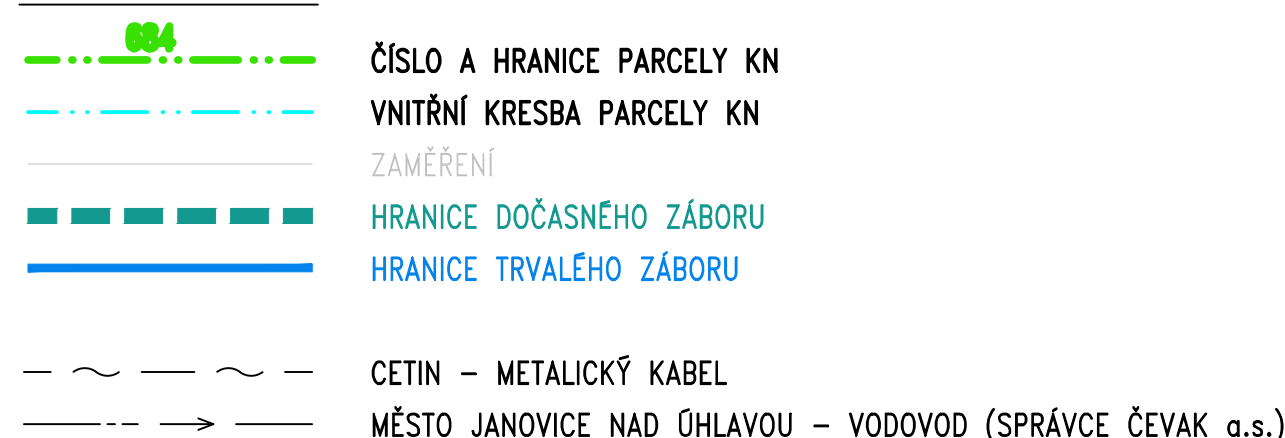 684
ČÍSLO A HRANICE PARCELY KN
VNITŘNÍ KRESBA PARCELY KN
ZAMĚŘENÍ
HRANICE DOČASNÉHO ZÁBORU
HRANICE TRVALÉHO ZÁBORU
CETIN – METALICKÝ KABEL
MĚSTO JANOVICE NAD ÚHLAVOU – VODOVOD (SPRÁVCE ČEVAK a.s.)